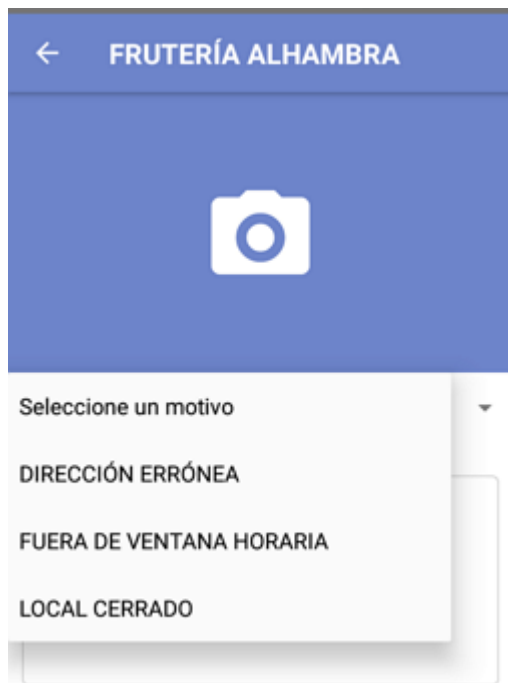 FRUTERÍA ALHAMBRA
Seleccione un motivo
DIRECCIÓN ERRÓNEA
FUERA DE VENTANA HORARIA
LOCAL CERRADO